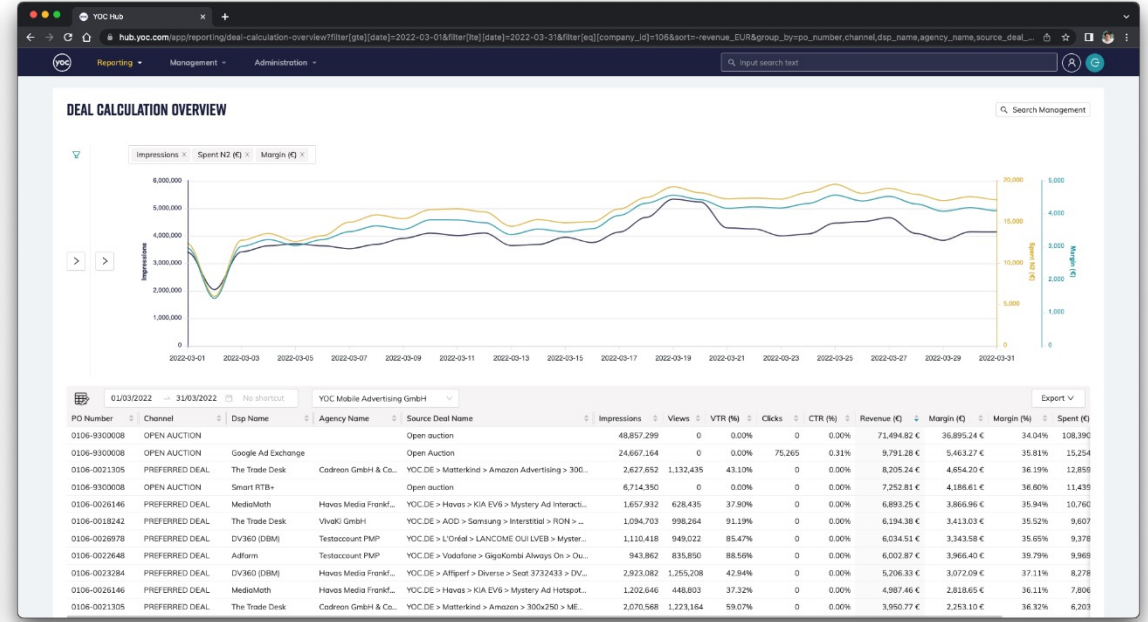 YOC Hub
hub.yoc.com/app/reporting/deal-calculation-overview?filter[gte][date]=2022-03-01&filter[lte][date]=2022-03-31&filter[eq][company_id]=106&sort=-revenue_EUR&group_by=po_number,channel,dsp_name,agency_name,source_deal_...
YOC Reporting Management Administration Input search text
DEAL CALCULATION OVERVIEW
Search Management
Impressions × Spent N2 (€) × Margin (€) ×
6,000,000 20,000 5,000
5,000,000
4,000
4,000,000 15,000
3,000
3,000,000 10,000
2,000
2,000,000
5,000
1,000,000 1,000
0 0 0
Impressions
Spent N2 (€)
Margin (€)
2022-03-01 2022-03-03 2022-03-05 2022-03-07 2022-03-09 2022-03-11 2022-03-13 2022-03-15 2022-03-17 2022-03-19 2022-03-21 2022-03-23 2022-03-25 2022-03-27 2022-03-29 2022-03-31
01/03/2022 → 31/03/2022 No shortcut YOC Mobile Advertising GmbH Export
PO Number Channel Dsp Name Agency Name Source Deal Name Impressions Views VTR (%) Clicks CTR (%) Revenue (€) Margin (€) Margin (%) Spent (€)
0106-9300008 OPEN AUCTION Open auction 48,857,299 0 0.00% 0 0.00% 71,494.82 € 36,895.24 € 34.04% 108,390
0106-9300008 OPEN AUCTION Google Ad Exchange Open auction 24,667,164 0 0.00% 75,265 0.31% 9,791.28 € 5,463.27 € 35.81% 15,254
0106-0021305 PREFERRED DEAL The Trade Desk Cadreon GmbH & Co... YOC.DE > Matterkind > Amazon Advertising > 300... 2,627,652 1,132,435 43.10% 0 0.00% 8,205.24 € 4,654.20 € 36.19% 12,859
0106-9300008 OPEN AUCTION Smart RTB+ Open auction 6,714,350 0 0.00% 0 0.00% 7,252.81 € 4,186.61 € 36.60% 11,439
0106-0026146 PREFERRED DEAL MediaMath Havas Media Frankf... YOC.DE > Havas > KIA EV6 > Mystery Ad Interacti... 1,657,932 628,435 37.90% 0 0.00% 6,893.25 € 3,866.96 € 35.94% 10,760
0106-0018242 PREFERRED DEAL The Trade Desk VivaKi GmbH YOC.DE > AOD > Samsung > Interstitial > RON > ... 1,094,703 998,264 91.19% 0 0.00% 6,194.38 € 3,413.03 € 35.52% 9,607
0106-0026978 PREFERRED DEAL DV360 (DBM) Testaccount PMP YOC.DE > L'Oréal > LANCOME OUI LVEB > Myster... 1,110,418 949,022 85.47% 0 0.00% 6,034.51 € 3,343.58 € 35.65% 9,378
0106-0022648 PREFERRED DEAL Adform Testaccount PMP YOC.DE > Vodafone > GigaKombi Always On > Ou... 943,862 835,850 88.56% 0 0.00% 6,002.87 € 3,966.40 € 39.79% 9,969
0106-0023284 PREFERRED DEAL DV360 (DBM) Havas Media Frankf... YOC.DE > Affiperf > Diverse > Seat 3732433 > DV... 2,923,082 1,255,208 42.94% 0 0.00% 5,206.33 € 3,072.09 € 37.11% 8,278
0106-0026146 PREFERRED DEAL MediaMath Havas Media Frankf... YOC.DE > Havas > KIA EV6 > Mystery Ad Hotspot... 1,202,646 448,803 37.32% 0 0.00% 4,987.46 € 2,818.65 € 36.11% 7,806
0106-0021305 PREFERRED DEAL The Trade Desk Cadreon GmbH & Co... YOC.DE > Matterkind > Amazon > 300x250 > ME... 2,070,568 1,223,164 59.07% 0 0.00% 3,950.77 € 2,253.10 € 36.32% 6,203